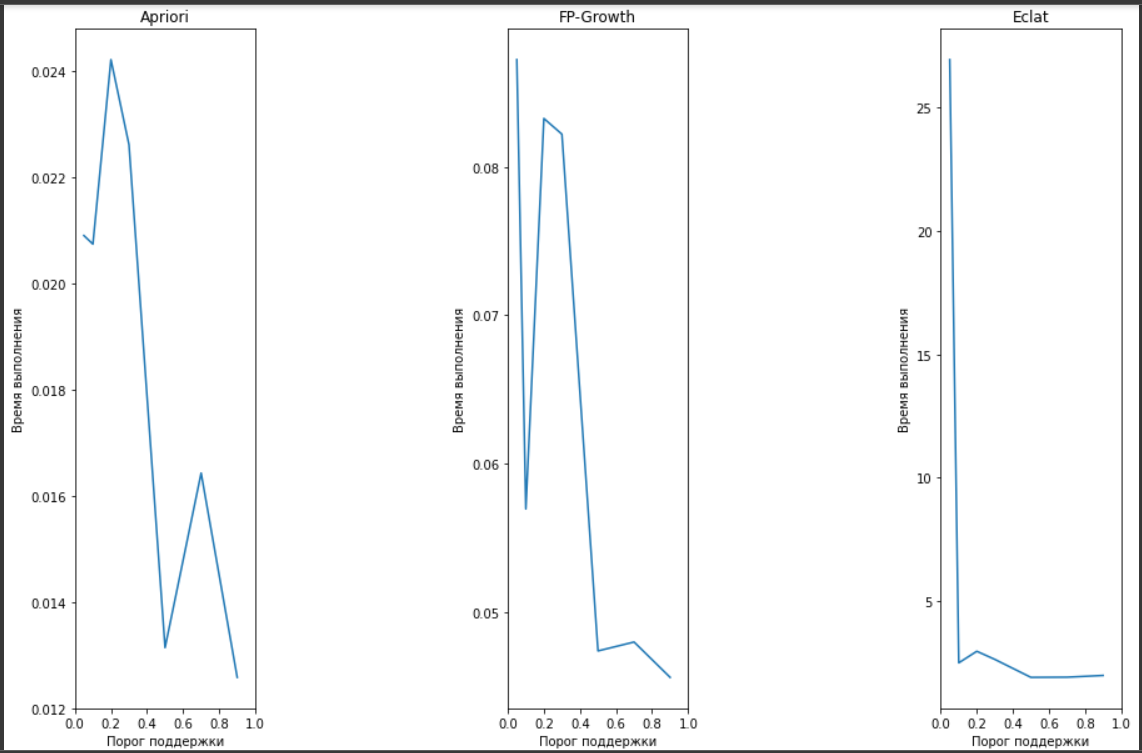 Apriori
0.024
0.022
0.020
0.018
0.016
0.014
0.012
Время выполнения
0.0 0.2 0.4 0.6 0.8 1.0
Порог поддержки
FP-Growth
0.08
0.07
0.06
0.05
Время выполнения
0.0 0.2 0.4 0.6 0.8 1.0
Порог поддержки
Eclat
25
20
15
10
5
Время выполнения
0.0 0.2 0.4 0.6 0.8 1.0
Порог поддержки